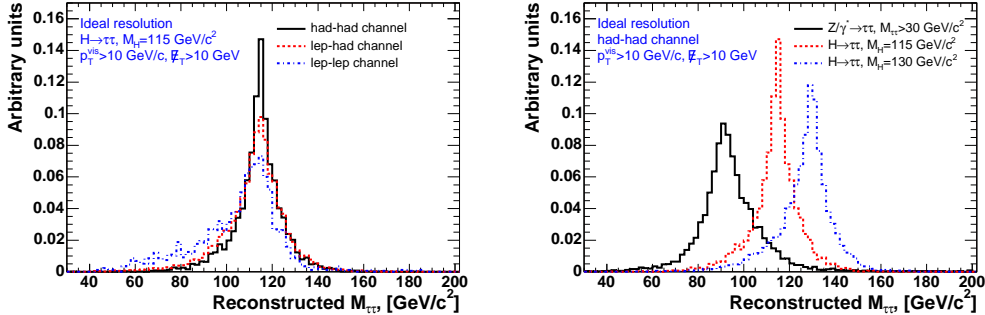 Arbitrary units
0.16
0.14
0.12
0.1
0.08
0.06
0.04
0.02
0
Ideal resolution
H→ττ, M_H=115 GeV/c²
p_T^vis>10 GeV/c, E̸_T>10 GeV
had-had channel
lep-had channel
lep-lep channel
40 60 80 100 120 140 160 180 200
Reconstructed M_ττ, [GeV/c²]
Arbitrary units
0.16
0.14
0.12
0.1
0.08
0.06
0.04
0.02
0
Ideal resolution
had-had channel
p_T^vis>10 GeV/c, E̸_T>10 GeV
Z/γ*→ττ, M_ττ>30 GeV/c²
H→ττ, M_H=115 GeV/c²
H→ττ, M_H=130 GeV/c²
40 60 80 100 120 140 160 180 200
Reconstructed M_ττ, [GeV/c²]